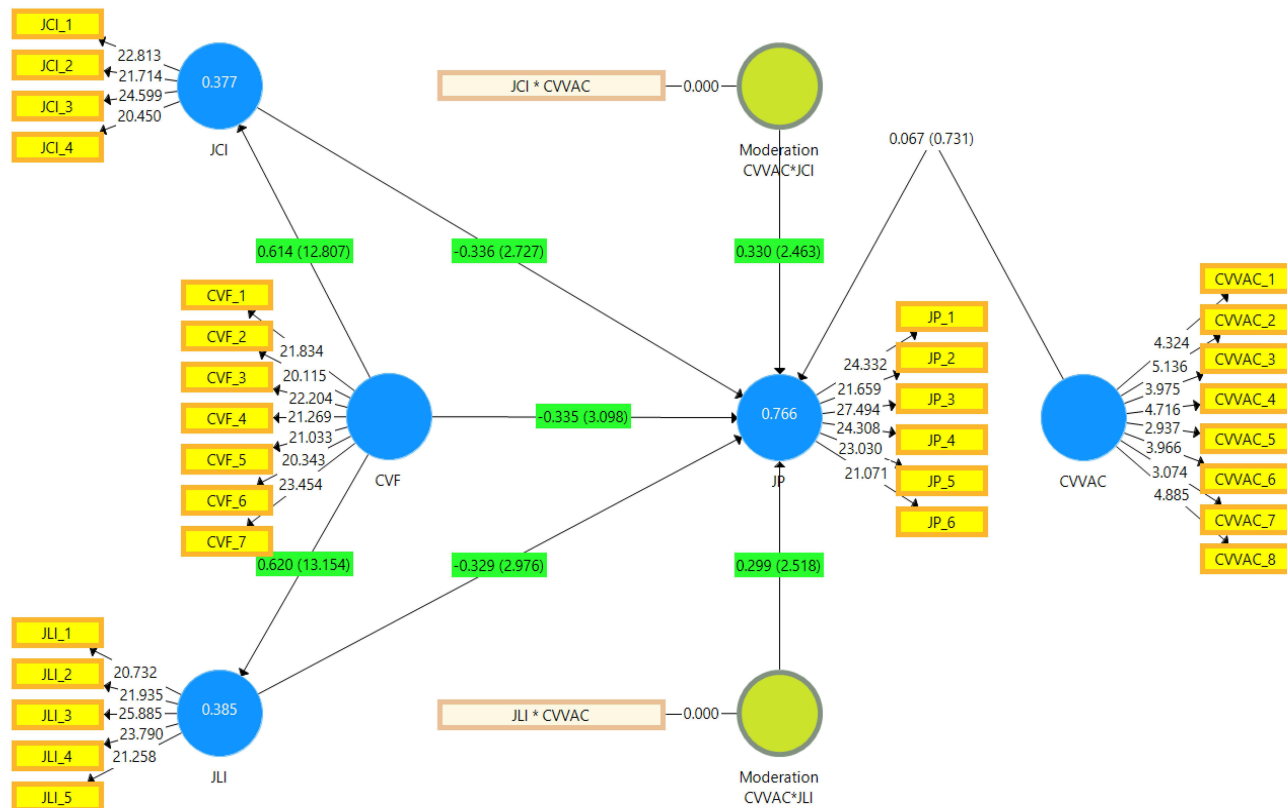 JCI_1
JCI_2
JCI_3
JCI_4
22.813
21.714
24.599
20.450
0.377
JCI
JCI * CVVAC
0.000
Moderation
CVVAC*JCI
0.067 (0.731)
0.614 (12.807)
-0.336 (2.727)
0.330 (2.463)
CVF_1
CVF_2
CVF_3
CVF_4
CVF_5
CVF_6
CVF_7
21.834
20.115
22.204
21.269
21.033
20.343
23.454
CVF
-0.335 (3.098)
0.766
JP
24.332
21.659
27.494
24.308
23.030
21.071
JP_1
JP_2
JP_3
JP_4
JP_5
JP_6
CVVAC
4.324
5.136
3.975
4.716
2.937
3.966
3.074
4.885
CVVAC_1
CVVAC_2
CVVAC_3
CVVAC_4
CVVAC_5
CVVAC_6
CVVAC_7
CVVAC_8
0.620 (13.154)
-0.329 (2.976)
0.299 (2.518)
JLI_1
JLI_2
JLI_3
JLI_4
JLI_5
20.732
21.935
25.885
23.790
21.258
0.385
JLI
JLI * CVVAC
0.000
Moderation
CVVAC*JLI